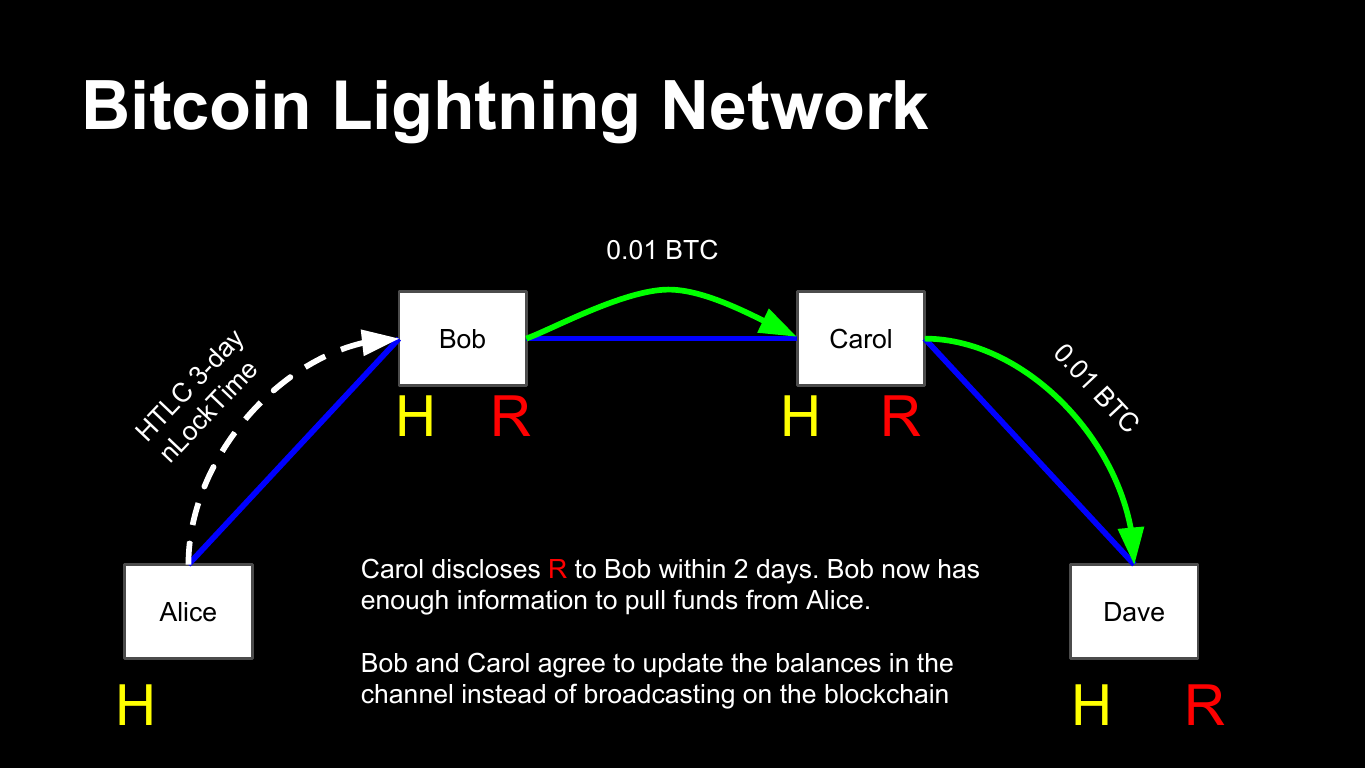 Bitcoin Lightning Network
0.01 BTC
Bob
Carol
HTLC 3-day
nLockTime
0.01 BTC
H R
H R
Carol discloses R to Bob within 2 days. Bob now has
enough information to pull funds from Alice.
Alice
Dave
Bob and Carol agree to update the balances in the
channel instead of broadcasting on the blockchain
H
H R